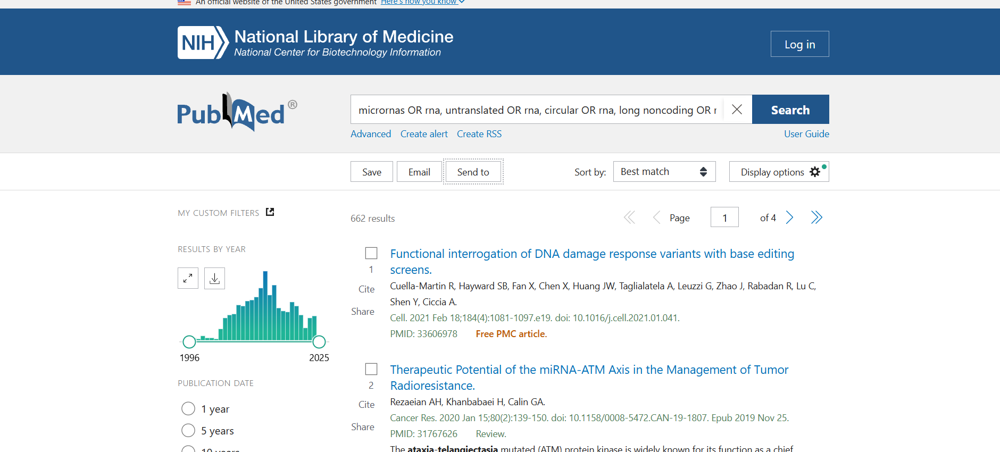 An official website of the United States government Here's how you know
NIH National Library of Medicine
National Center for Biotechnology Information
Log in
PubMed®
micrornas OR rna, untranslated OR rna, circular OR rna, long noncoding OR r
Search
Advanced Create alert Create RSS User Guide
Save Email Send to Sort by: Best match Display options
MY CUSTOM FILTERS
662 results Page 1 of 4
RESULTS BY YEAR
1996 2025
PUBLICATION DATE
1 year
5 years
10 years
Functional interrogation of DNA damage response variants with base editing
screens.
1
Cite
Share
Cuella-Martin R, Hayward SB, Fan X, Chen X, Huang JW, Taglialatela A, Leuzzi G, Zhao J, Rabadan R, Lu C,
Shen Y, Ciccia A.
Cell. 2021 Feb 18;184(4):1081-1097.e19. doi: 10.1016/j.cell.2021.01.041.
PMID: 33606978 Free PMC article.
Therapeutic Potential of the miRNA-ATM Axis in the Management of Tumor
Radioresistance.
2
Cite
Share
Rezaeian AH, Khanbabaei H, Calin GA.
Cancer Res. 2020 Jan 15;80(2):139-150. doi: 10.1158/0008-5472.CAN-19-1807. Epub 2019 Nov 25.
PMID: 31767626 Review.
The ataxia-telangiectasia mutated (ATM) protein kinase is widely known for its function as a chief